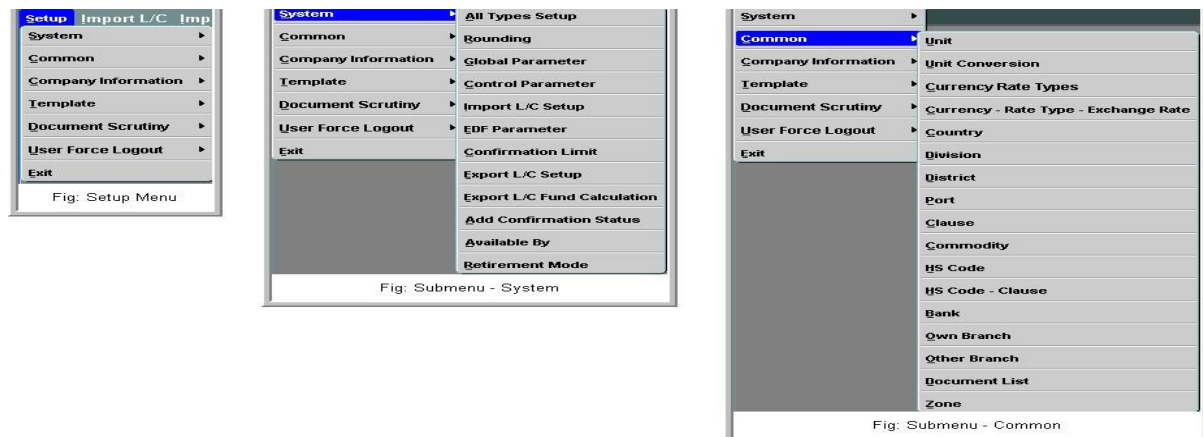 Setup Import L/C Imp
System
Common
Company Information
Template
Document Scrutiny
User Force Logout
Exit
Fig: Setup Menu
System
Common
Company Information
Template
Document Scrutiny
User Force Logout
Exit
All Types Setup
Rounding
Global Parameter
Control Parameter
Import L/C Setup
EDF Parameter
Confirmation Limit
Export L/C Setup
Export L/C Fund Calculation
Add Confirmation Status
Available By
Retirement Mode
Fig: Submenu - System
System
Common
Company Information
Template
Document Scrutiny
User Force Logout
Exit
Unit
Unit Conversion
Currency Rate Types
Currency - Rate Type - Exchange Rate
Country
Division
District
Port
Clause
Commodity
HS Code
HS Code - Clause
Bank
Own Branch
Other Branch
Document List
Zone
Fig: Submenu - Common